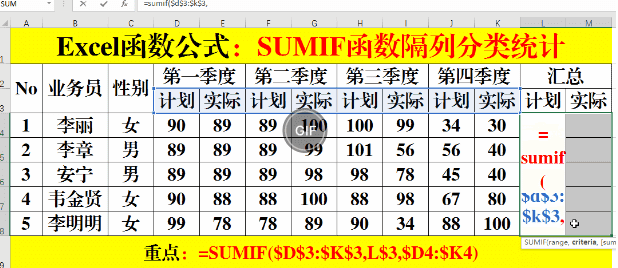 SUM =sumif($d$3:$k$3,
A B C D E F G H I J K L M
1 Excel函数公式：SUMIF函数隔列分类统计
2 No 业务员 性别 第一季度 第二季度 第三季度 第四季度 汇总
3 计划 实际 计划 实际 计划 实际 计划 实际 计划 实际
4 1 李丽 女 90 89 89 100 100 99 34 30
5 2 李章 男 89 89 89 99 101 56 56 40
6 3 安宁 男 89 89 89 98 98 78 45 40
7 4 韦金贤 女 90 88 88 100 88 98 67 80
8 5 李明明 女 99 78 78 89 90 34 88 100
=
sumif
(
$d$3:
$k$3,
GIF
SUMIF(range, criteria, [sum
9 重点：=SUMIF($D$3:$K$3,L$3,$D4:$K4)